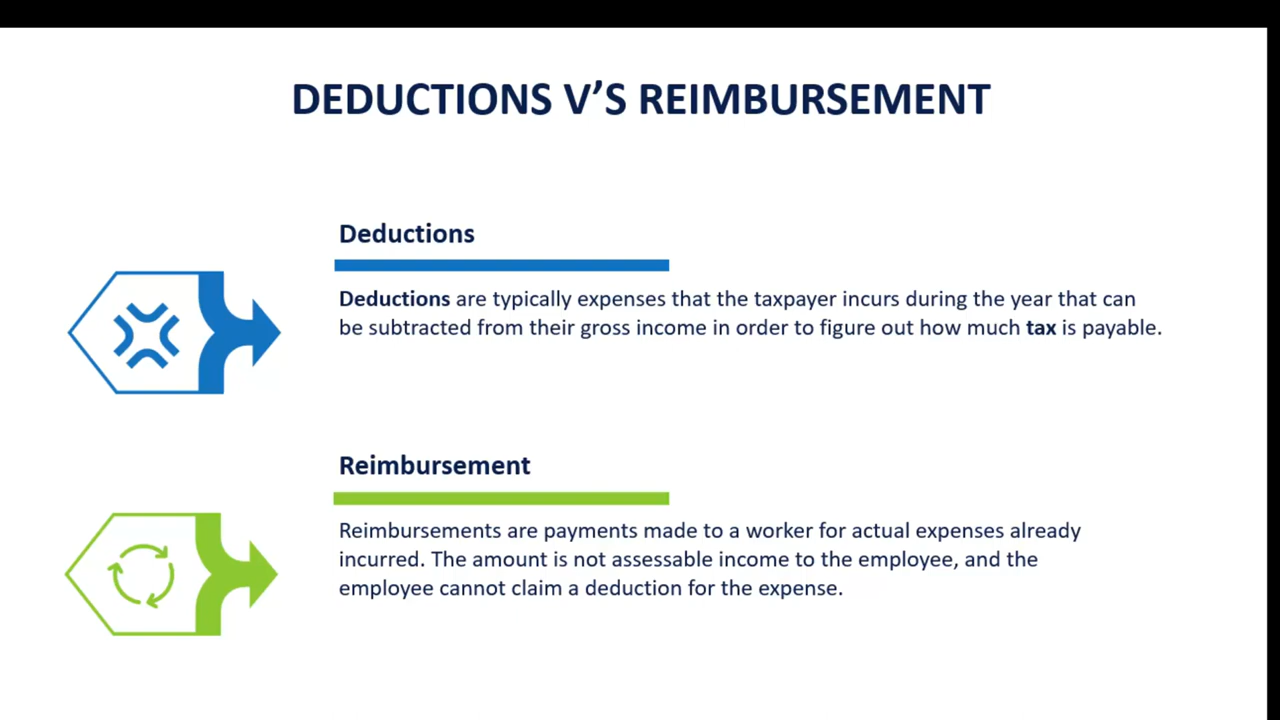 DEDUCTIONS V’S REIMBURSEMENT
Deductions
Deductions are typically expenses that the taxpayer incurs during the year that can
be subtracted from their gross income in order to figure out how much tax is payable.
Reimbursement
Reimbursements are payments made to a worker for actual expenses already
incurred. The amount is not assessable income to the employee, and the
employee cannot claim a deduction for the expense.